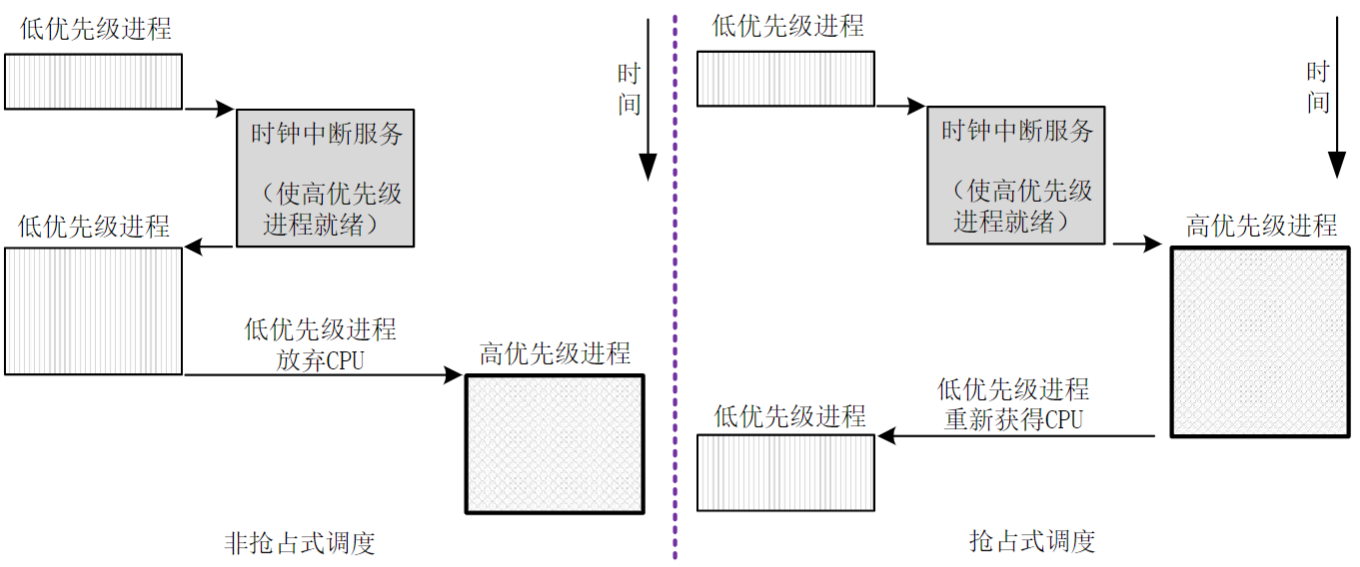 低优先级进程
时
间
时钟中断服务
（使高优先级
进程就绪）
低优先级进程
低优先级进程
放弃CPU
高优先级进程
非抢占式调度
低优先级进程
时
间
时钟中断服务
（使高优先级
进程就绪）
高优先级进程
低优先级进程
重新获得CPU
低优先级进程
抢占式调度